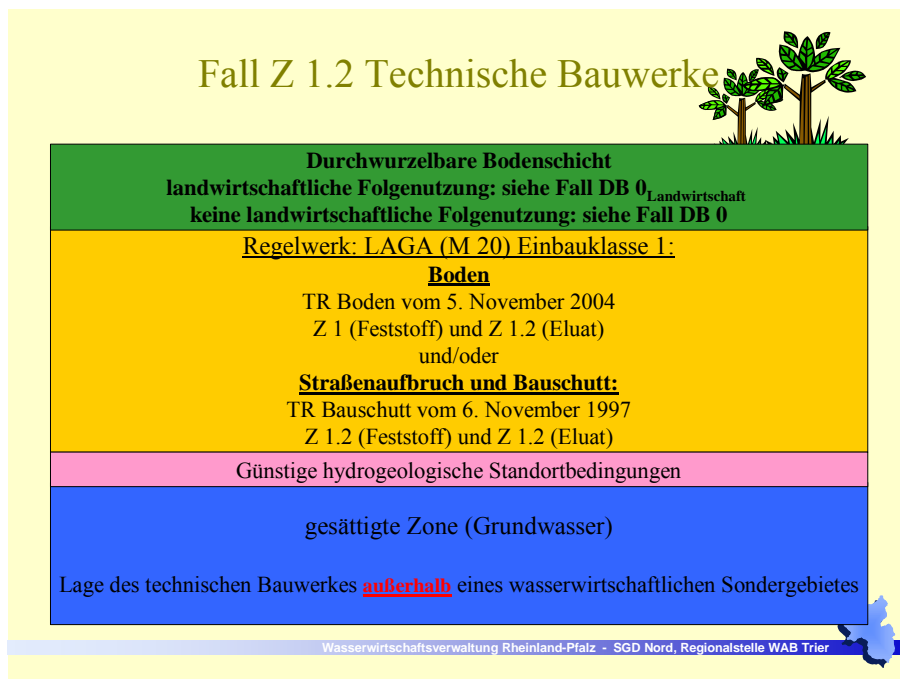 Fall Z 1.2 Technische Bauwerke
Durchwurzelbare Bodenschicht
landwirtschaftliche Folgenutzung: siehe Fall DB 0Landwirtschaft
keine landwirtschaftliche Folgenutzung: siehe Fall DB 0
Regelwerk: LAGA (M 20) Einbauklasse 1:
Boden
TR Boden vom 5. November 2004
Z 1 (Feststoff) und Z 1.2 (Eluat)
und/oder
Straßenaufbruch und Bauschutt:
TR Bauschutt vom 6. November 1997
Z 1.2 (Feststoff) und Z 1.2 (Eluat)
Günstige hydrogeologische Standortbedingungen
gesättigte Zone (Grundwasser)
Lage des technischen Bauwerkes außerhalb eines wasserwirtschaftlichen Sondergebietes
Wasserwirtschaftsverwaltung Rheinland-Pfalz - SGD Nord, Regionalstelle WAB Trier